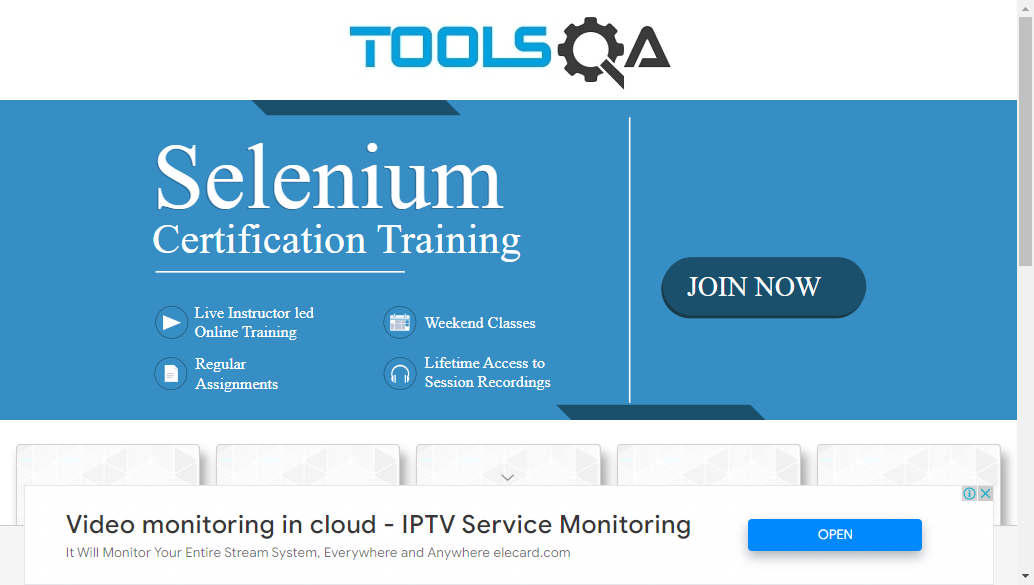 TOOLSQA
Selenium
Certification Training
Live Instructor led
Online Training
Weekend Classes
Regular
Assignments
Lifetime Access to
Session Recordings
JOIN NOW
Video monitoring in cloud - IPTV Service Monitoring
It Will Monitor Your Entire Stream System, Everywhere and Anywhere elecard.com
OPEN